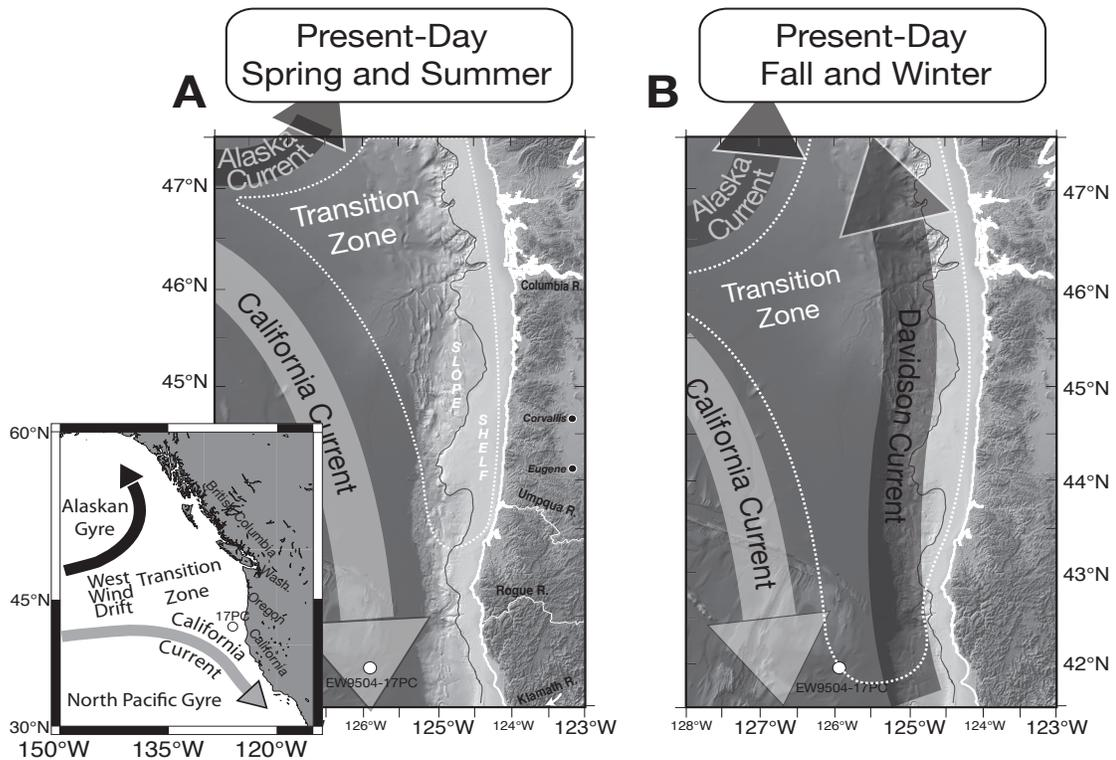 Present-Day
Spring and Summer
A
Alaska
Current
Transition
Zone
California Current
SLOPE
SHELF
Columbia R.
Corvallis
Eugene
Umpqua R.
Rogue R.
Klamath R.
EW9504-17PC
47°N
46°N
45°N
126°W
125°W
124°W
123°W
60°N
45°N
30°N
150°W
135°W
120°W
Alaskan
Gyre
West
Wind
Drift
Transition
Zone
17PC
California
Current
North Pacific Gyre
British Columbia
Wash.
Oregon
California
Present-Day
Fall and Winter
B
Alaska
Current
Transition
Zone
California Current
Davidson Current
EW9504-17PC
47°N
46°N
45°N
44°N
43°N
42°N
128°W
127°W
126°W
125°W
124°W
123°W